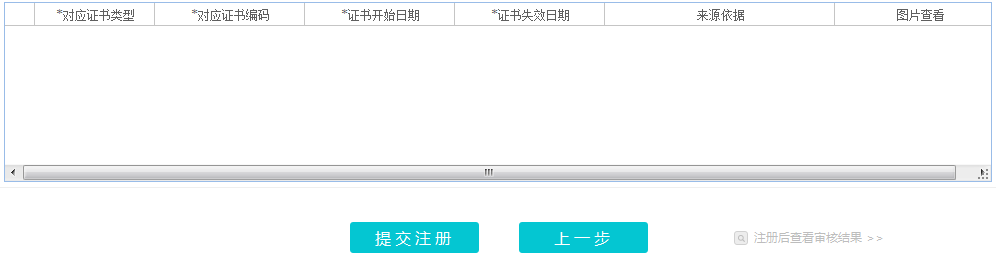 *对应证书类型 *对应证书编码 *证书开始日期 *证书失效日期 来源依据 图片查看
提交注册 上一步 注册后查看审核结果 >>